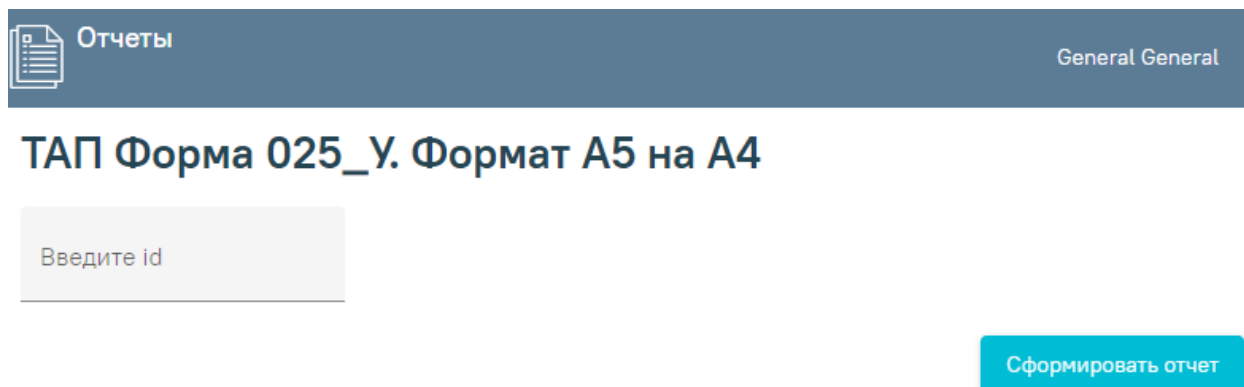 Отчеты
General General
ТАП Форма 025_У. Формат А5 на А4
Введите id
Сформировать отчет